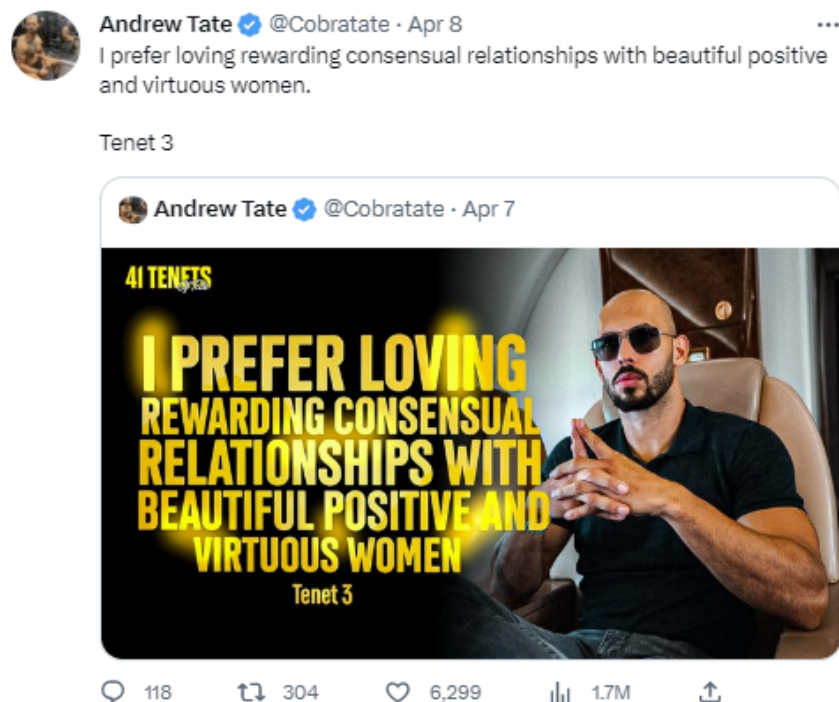 Andrew Tate @Cobratate · Apr 8
I prefer loving rewarding consensual relationships with beautiful positive
and virtuous women.
Tenet 3
Andrew Tate @Cobratate · Apr 7
41 TENETS
I PREFER LOVING
REWARDING CONSENSUAL
RELATIONSHIPS WITH
BEAUTIFUL POSITIVE AND
VIRTUOUS WOMEN
Tenet 3
118 304 6,299 1.7M